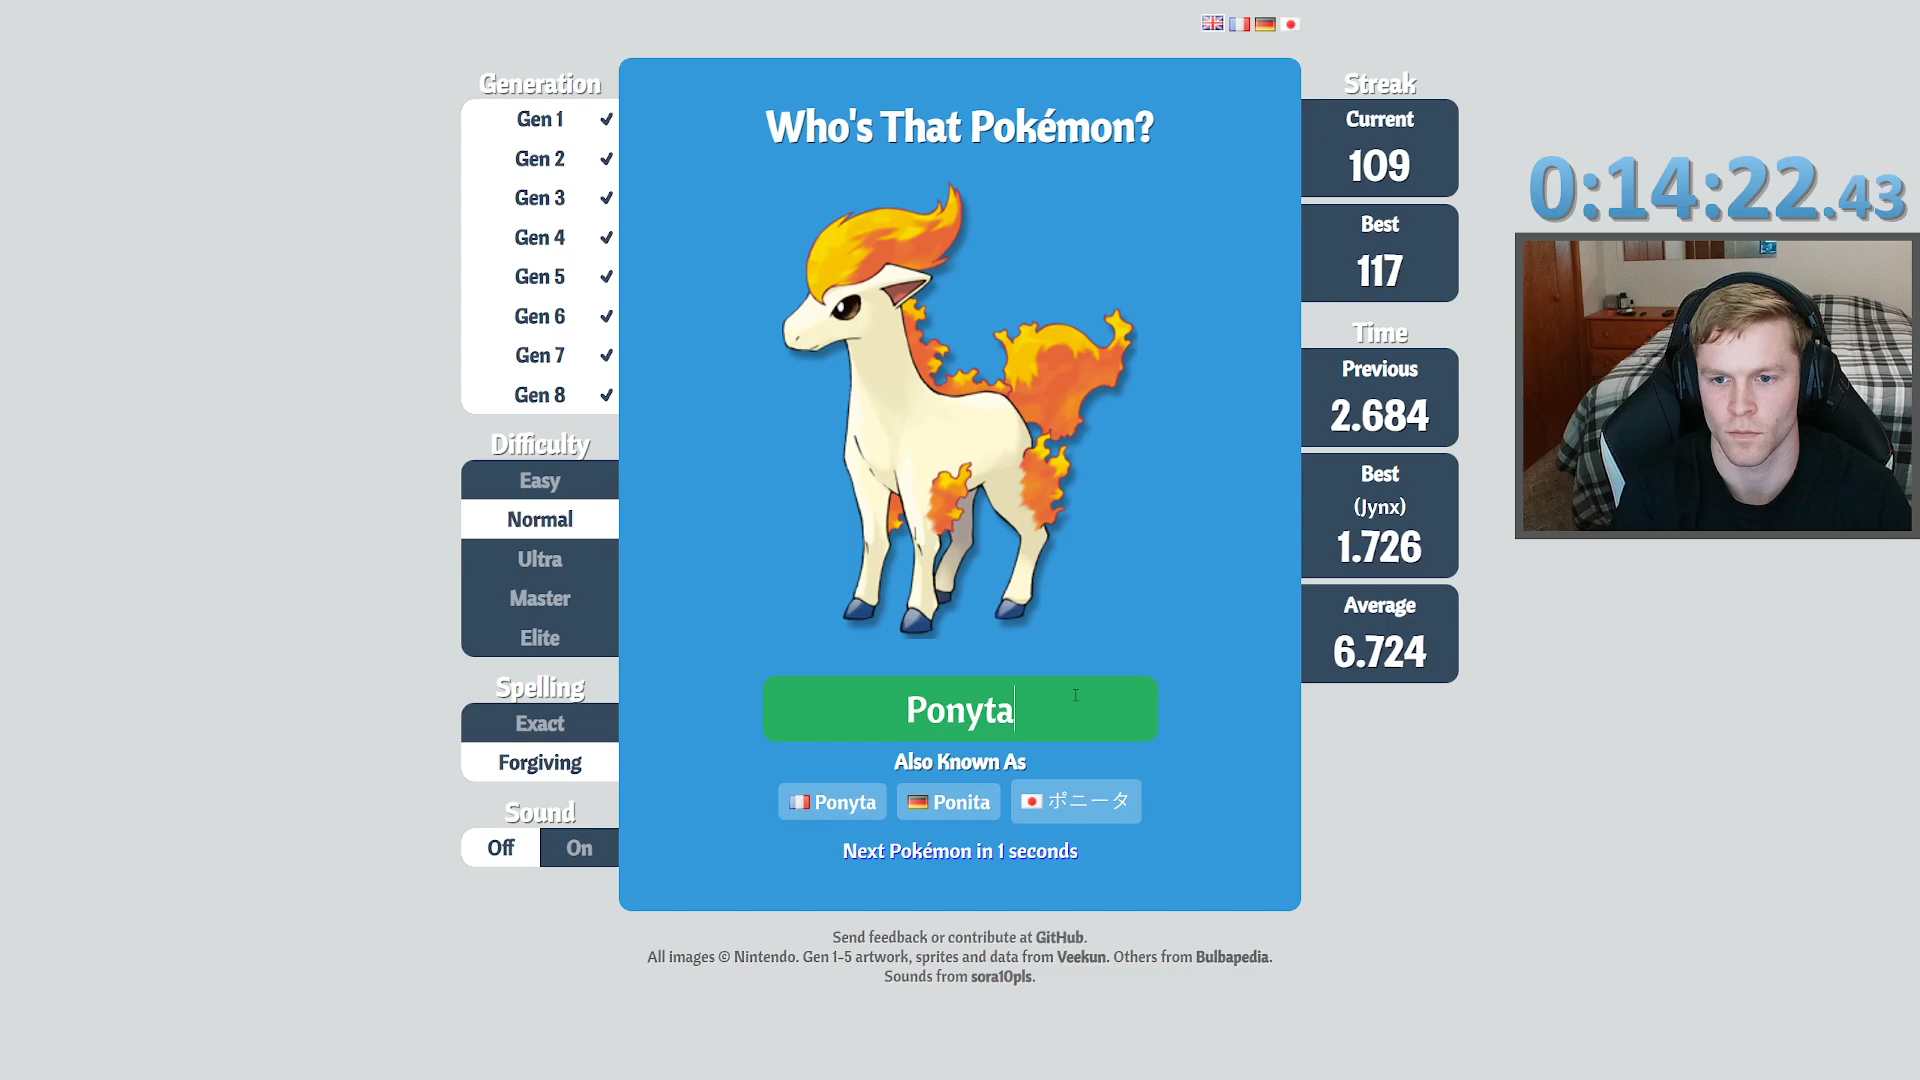 Generation
Gen 1 ✔
Gen 2 ✔
Gen 3 ✔
Gen 4 ✔
Gen 5 ✔
Gen 6 ✔
Gen 7 ✔
Gen 8 ✔
Difficulty
Easy
Normal
Ultra
Master
Elite
Spelling
Exact
Forgiving
Sound
Off On
Who's That Pokémon?
Ponyta
Also Known As
Ponyta Ponita ポニータ
Next Pokémon in 1 seconds
Send feedback or contribute at GitHub.
All images © Nintendo. Gen 1-5 artwork, sprites and data from Veekun. Others from Bulbapedia.
Sounds from sora10pls.
Streak
Current
109
Best
117
Time
Previous
2.684
Best
(Jynx)
1.726
Average
6.724
0:14:22.43